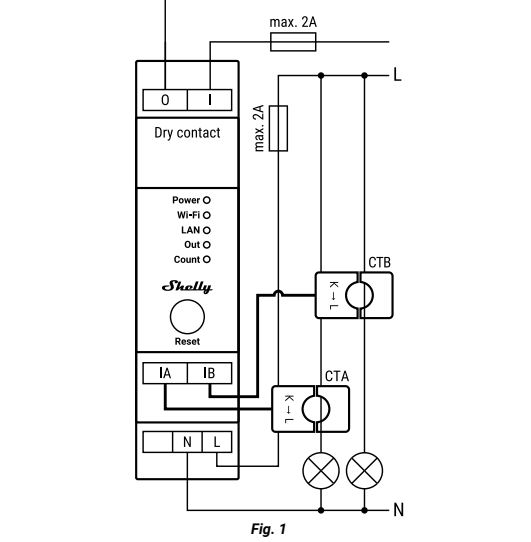 max. 2A
L
O I
max. 2A
Dry contact
Power
Wi-Fi
LAN
Out
Count
Shelly
CTB
K → L
Reset
IA IB
CTA
K → L
N L
N
Fig. 1